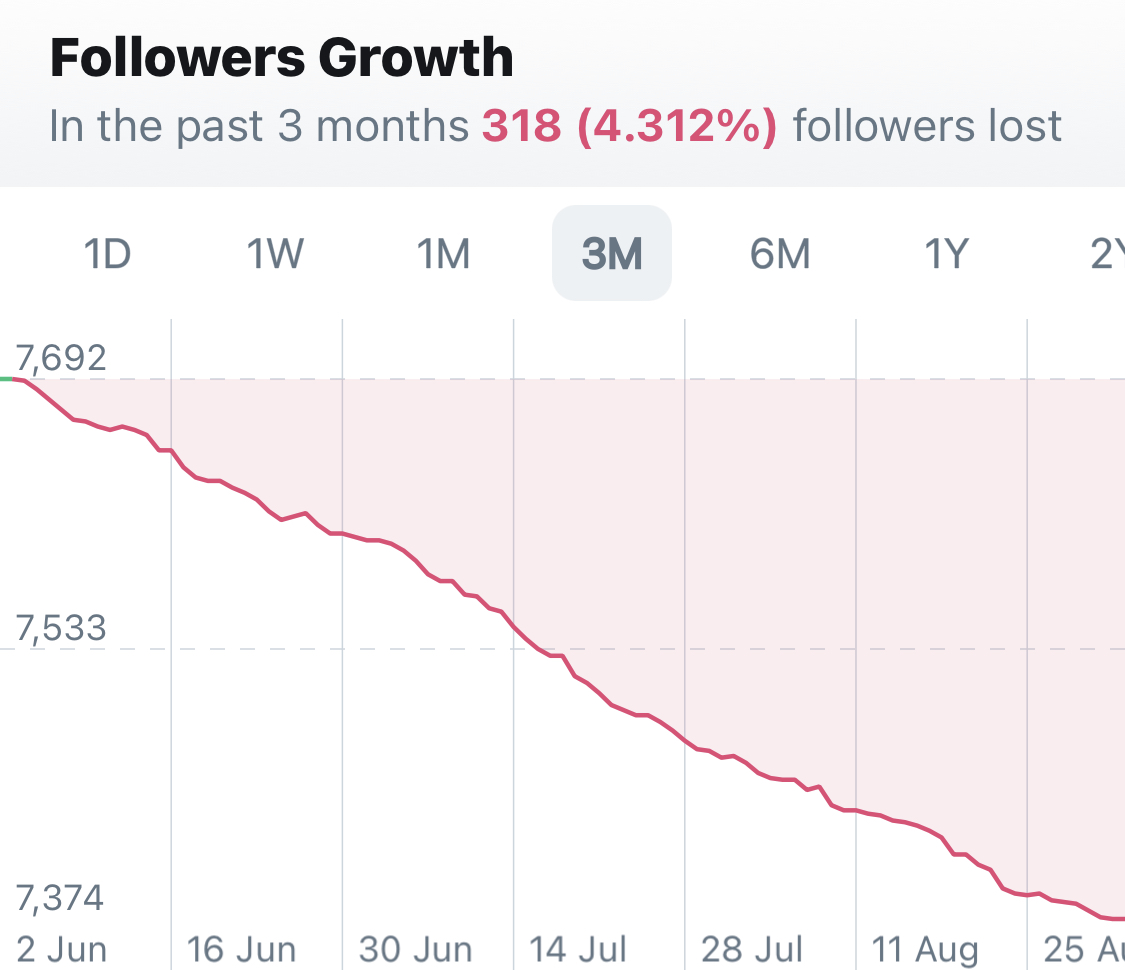 Followers Growth
In the past 3 months 318 (4.312%) followers lost
1D 1W 1M 3M 6M 1Y 2Y
7,692
7,533
7,374
2 Jun 16 Jun 30 Jun 14 Jul 28 Jul 11 Aug 25 Au